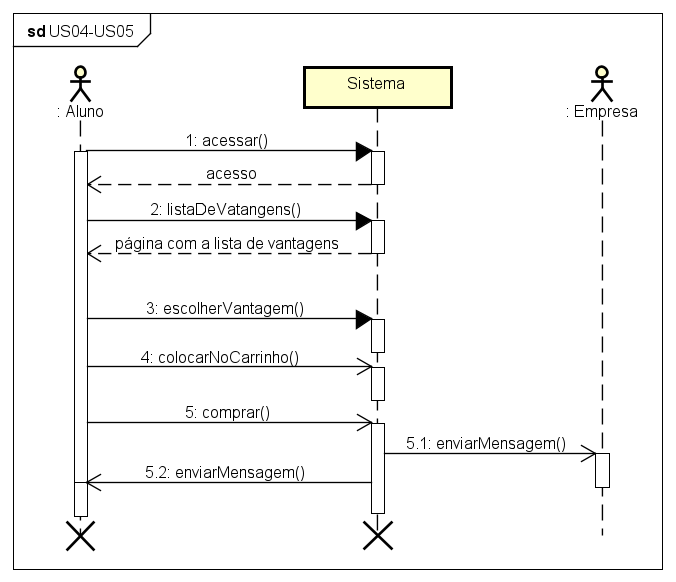 sd US04-US05
: Aluno
Sistema
: Empresa
1: acessar()
acesso
2: listaDeVatangens()
página com a lista de vantagens
3: escolherVantagem()
4: colocarNoCarrinho()
5: comprar()
5.1: enviarMensagem()
5.2: enviarMensagem()